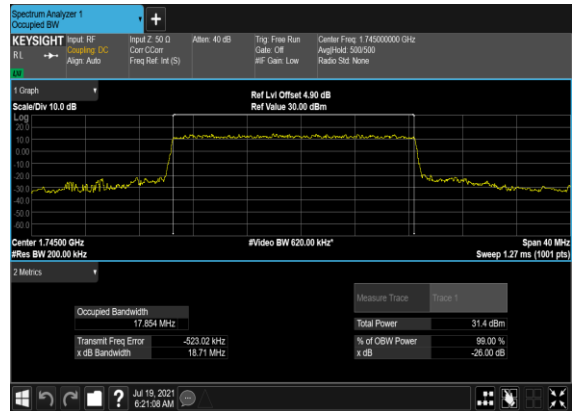 Spectrum Analyzer 1
Occupied BW
+
KEYSIGHT Input: RF Input Z: 50 Ω Atten: 40 dB Trig: Free Run Center Freq: 1.745000000 GHz
RL Coupling: DC Corr CCorr Gate: Off Avg|Hold: 500/500
Align: Auto Freq Ref: Int (S) #IF Gain: Low Radio Std: None
1 Graph
Ref Lvl Offset 4.90 dB
Scale/Div 10.0 dB Ref Value 30.00 dBm
Log
20.0
10.0
0.00
-10.0
-20.0
-30.0
-40.0
-50.0
-60.0
Center 1.74500 GHz #Video BW 620.00 kHz* Span 40 MHz
#Res BW 200.00 kHz Sweep 1.27 ms (1001 pts)
2 Metrics
Measure Trace Trace 1
Occupied Bandwidth
17.854 MHz Total Power 31.4 dBm
Transmit Freq Error -523.02 kHz % of OBW Power 99.00 %
x dB Bandwidth 18.71 MHz x dB -26.00 dB
? Jul 19, 2021
6:21:08 AM